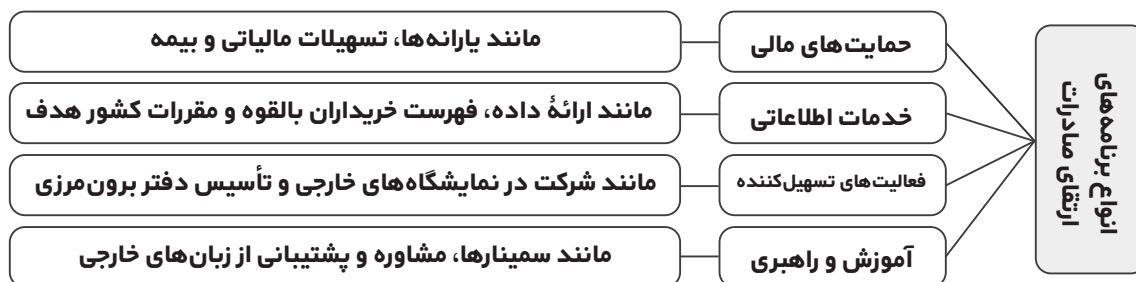 انواع برنامه‌های
ارتقای صادرات
حمایت‌های مالی
مانند یارانه‌ها، تسهیلات مالیاتی و بیمه
خدمات اطلاعاتی
مانند ارائهٔ داده، فهرست خریداران بالقوه و مقررات کشور هدف
فعالیت‌های تسهیل‌کننده
مانند شرکت در نمایشگاه‌های خارجی و تأسیس دفتر برون‌مرزی
آموزش و راهبری
مانند سمینارها، مشاوره و پشتیبانی از زبان‌های خارجی